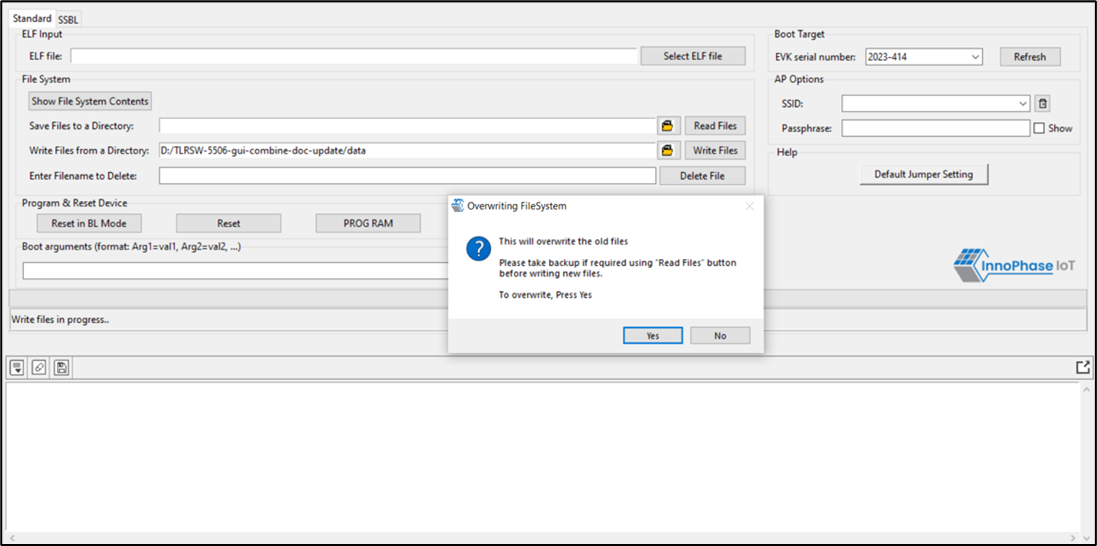 Standard SSBL
ELF Input
ELF file:
Select ELF file
File System
Show File System Contents
Save Files to a Directory:
Read Files
Write Files from a Directory: D:/TLRSW-5506-gui-combine-doc-update/data
Write Files
Enter Filename to Delete:
Delete File
Program & Reset Device
Reset in BL Mode
Reset
PROG RAM
Boot arguments (format: Arg1=val1, Arg2=val2, ...)
Write files in progress..
Boot Target
EVK serial number: 2023-414
Refresh
AP Options
SSID:
Passphrase:
Show
Help
Default Jumper Setting
InnoPhase IoT
Overwriting FileSystem
This will overwrite the old files
Please take backup if required using "Read Files" button
before writing new files.
To overwrite, Press Yes
Yes
No